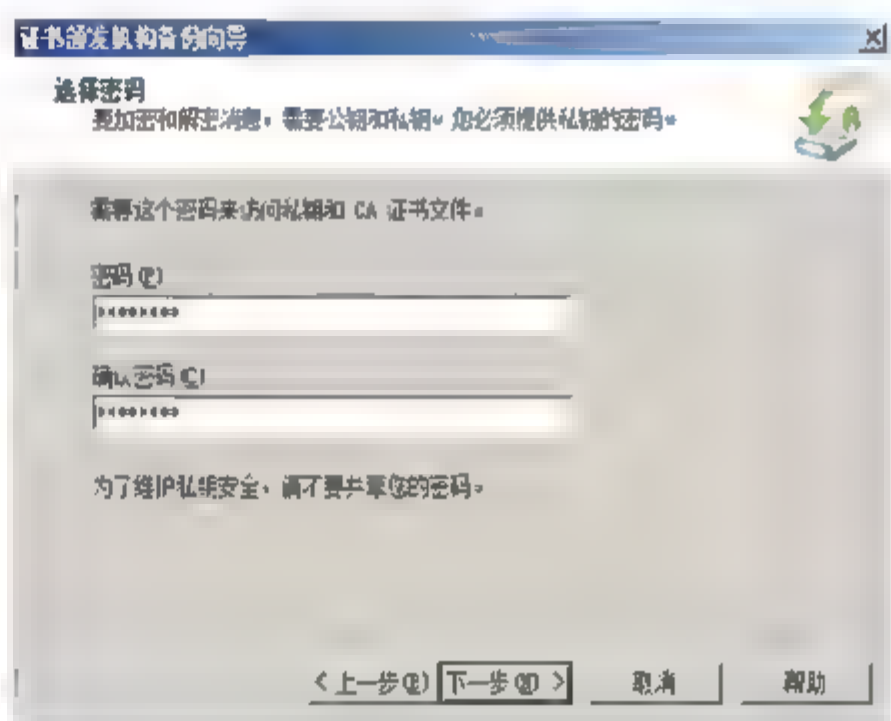 证书颁发机构备份向导
选择密码
要加密和解密消息，需要公钥和私钥。您必须提供私钥的密码。
需要这个密码来访问私钥和 CA 证书文件。
密码(P)
********
确认密码(C)
********
为了维护私钥安全，请不要共享您的密码。
<上一步(B) 下一步(N) > 取消 帮助